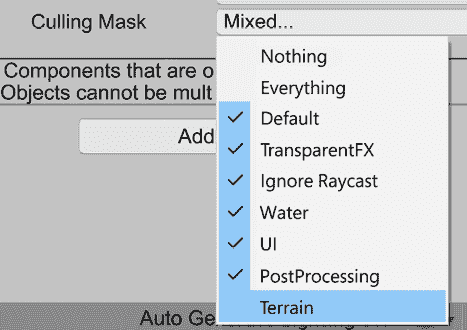 Culling Mask Mixed...
Nothing
Components that are o
Everything
Objects cannot be mult
Default
Add
TransparentFX
Ignore Raycast
Water
UI
PostProcessing
Terrain
Auto Ge